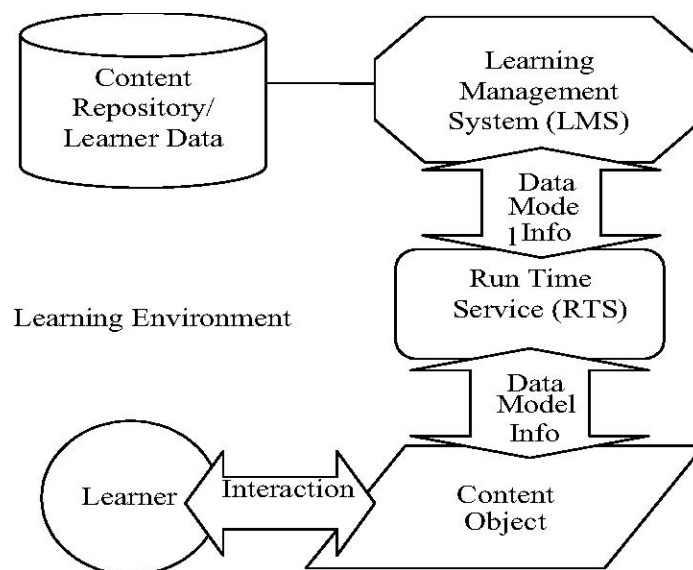 Content
Repository/
Learner Data
Learning
Management
System (LMS)
Data
Mode
l Info
Run Time
Service (RTS)
Learning Environment
Data
Model
Info
Learner
Interaction
Content
Object